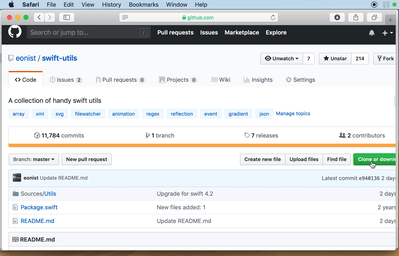 Safari File Edit View History Bookmarks Window Help
github.com
Search or jump to... / Pull requests Issues Marketplace Explore
eonist / swift-utils Unwatch 7 Unstar 214 Fork
Code Issues 2 Pull requests 0 Projects 0 Wiki Insights Settings
A collection of handy swift utils
array xml svg filewatcher animation regex reflection event gradient json Manage topics
11,784 commits 1 branch 7 releases 2 contributors
Branch: master New pull request Create new file Upload files Find file Clone or downl
eonist Update README.md Latest commit e940136 2 days
Sources/Utils Upgrade for swift 4.2 2 days
Package.swift New files added: 1 2 years
README.md Update README.md 2 days
README.md